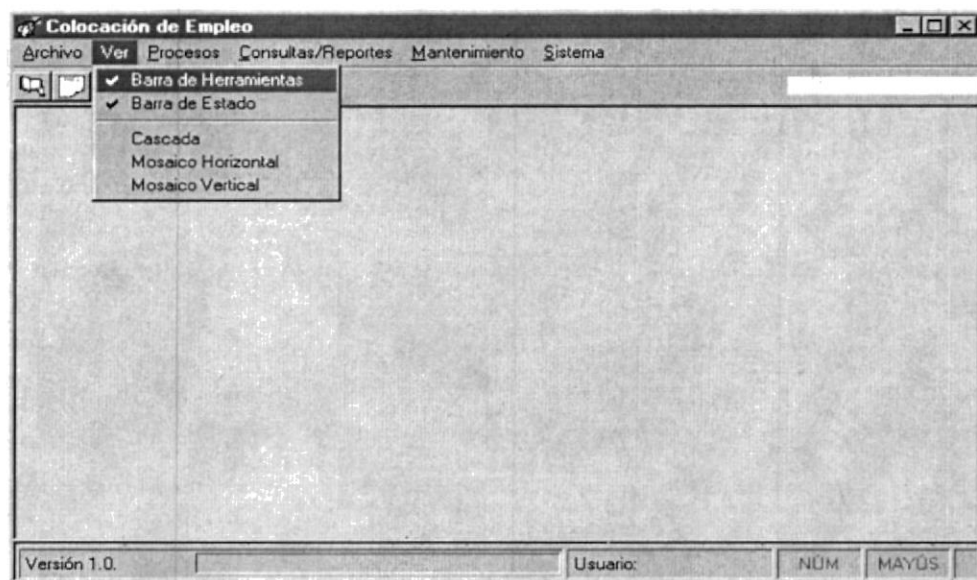 Colocación de Empleo
Archivo Ver Procesos Consultas/Reportes Mantenimiento Sistema
Barra de Herramientas
Barra de Estado
Cascada
Mosaico Horizontal
Mosaico Vertical
Versión 1.0. Usuario: NÚM MAYÚS